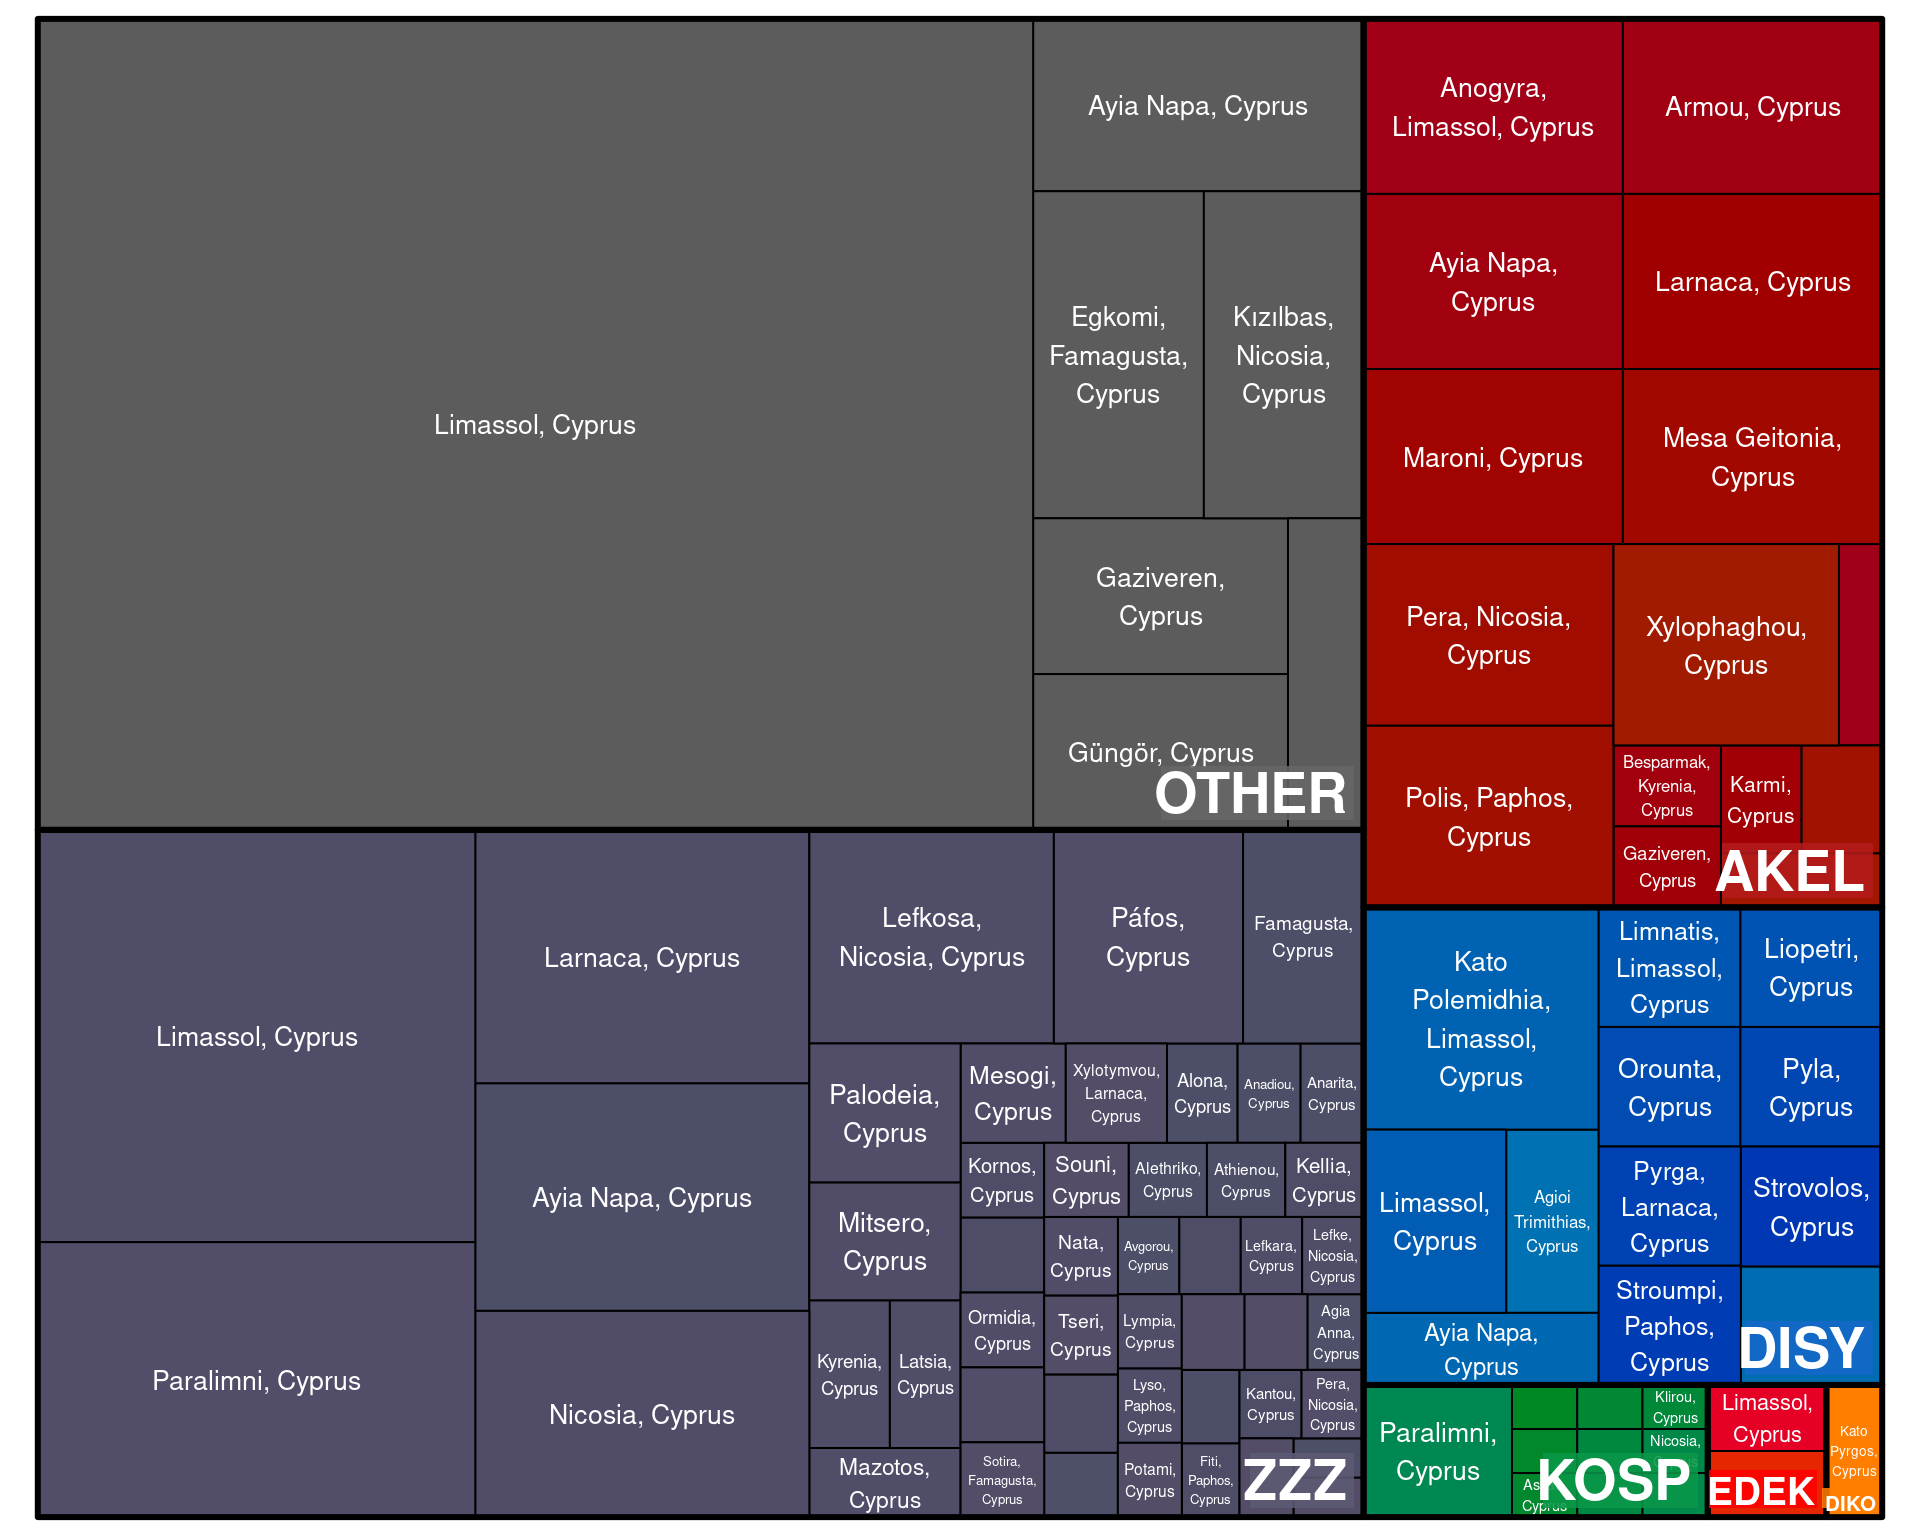 Limassol, Cyprus
Ayia Napa, Cyprus
Egkomi,
Famagusta,
Cyprus
Kızılbas,
Nicosia,
Cyprus
Gaziveren,
Cyprus
Güngör, Cyprus
OTHER
Anogyra,
Limassol, Cyprus
Armou, Cyprus
Ayia Napa,
Cyprus
Larnaca, Cyprus
Maroni, Cyprus
Mesa Geitonia,
Cyprus
Pera, Nicosia,
Cyprus
Xylophaghou,
Cyprus
Polis, Paphos,
Cyprus
Besparmak,
Kyrenia,
Cyprus
Karmi,
Cyprus
Gaziveren,
Cyprus
AKEL
Limassol, Cyprus
Paralimni, Cyprus
Larnaca, Cyprus
Ayia Napa, Cyprus
Nicosia, Cyprus
Lefkosa,
Nicosia, Cyprus
Páfos,
Cyprus
Famagusta,
Cyprus
Palodeia,
Cyprus
Mitsero,
Cyprus
Kyrenia,
Cyprus
Latsia,
Cyprus
Mazotos,
Cyprus
Mesogi,
Cyprus
Xylotymvou,
Larnaca,
Cyprus
Alona,
Cyprus
Anadiou,
Cyprus
Anarita,
Cyprus
Kornos,
Cyprus
Souni,
Cyprus
Alethriko,
Cyprus
Athienou,
Cyprus
Kellia,
Cyprus
Nata,
Cyprus
Avgorou,
Cyprus
Lefkara,
Cyprus
Lefke,
Nicosia,
Cyprus
Ormidia,
Cyprus
Tseri,
Cyprus
Lympia,
Cyprus
Agia
Anna,
Cyprus
Lyso,
Paphos,
Cyprus
Kantou,
Cyprus
Pera,
Nicosia,
Cyprus
Sotira,
Famagusta,
Cyprus
Potami,
Cyprus
Fiti,
Paphos,
Cyprus
ZZZ
Kato
Polemidhia,
Limassol,
Cyprus
Limnatis,
Limassol,
Cyprus
Liopetri,
Cyprus
Orounta,
Cyprus
Pyla,
Cyprus
Limassol,
Cyprus
Agioi
Trimithias,
Cyprus
Pyrga,
Larnaca,
Cyprus
Strovolos,
Cyprus
Ayia Napa,
Cyprus
Stroumpi,
Paphos,
Cyprus
DISY
Paralimni,
Cyprus
Klirou,
Cyprus
Nicosia,
Cyprus
KOSP
Limassol,
Cyprus
EDEK
Kato
Pyrgos,
Cyprus
DIKO